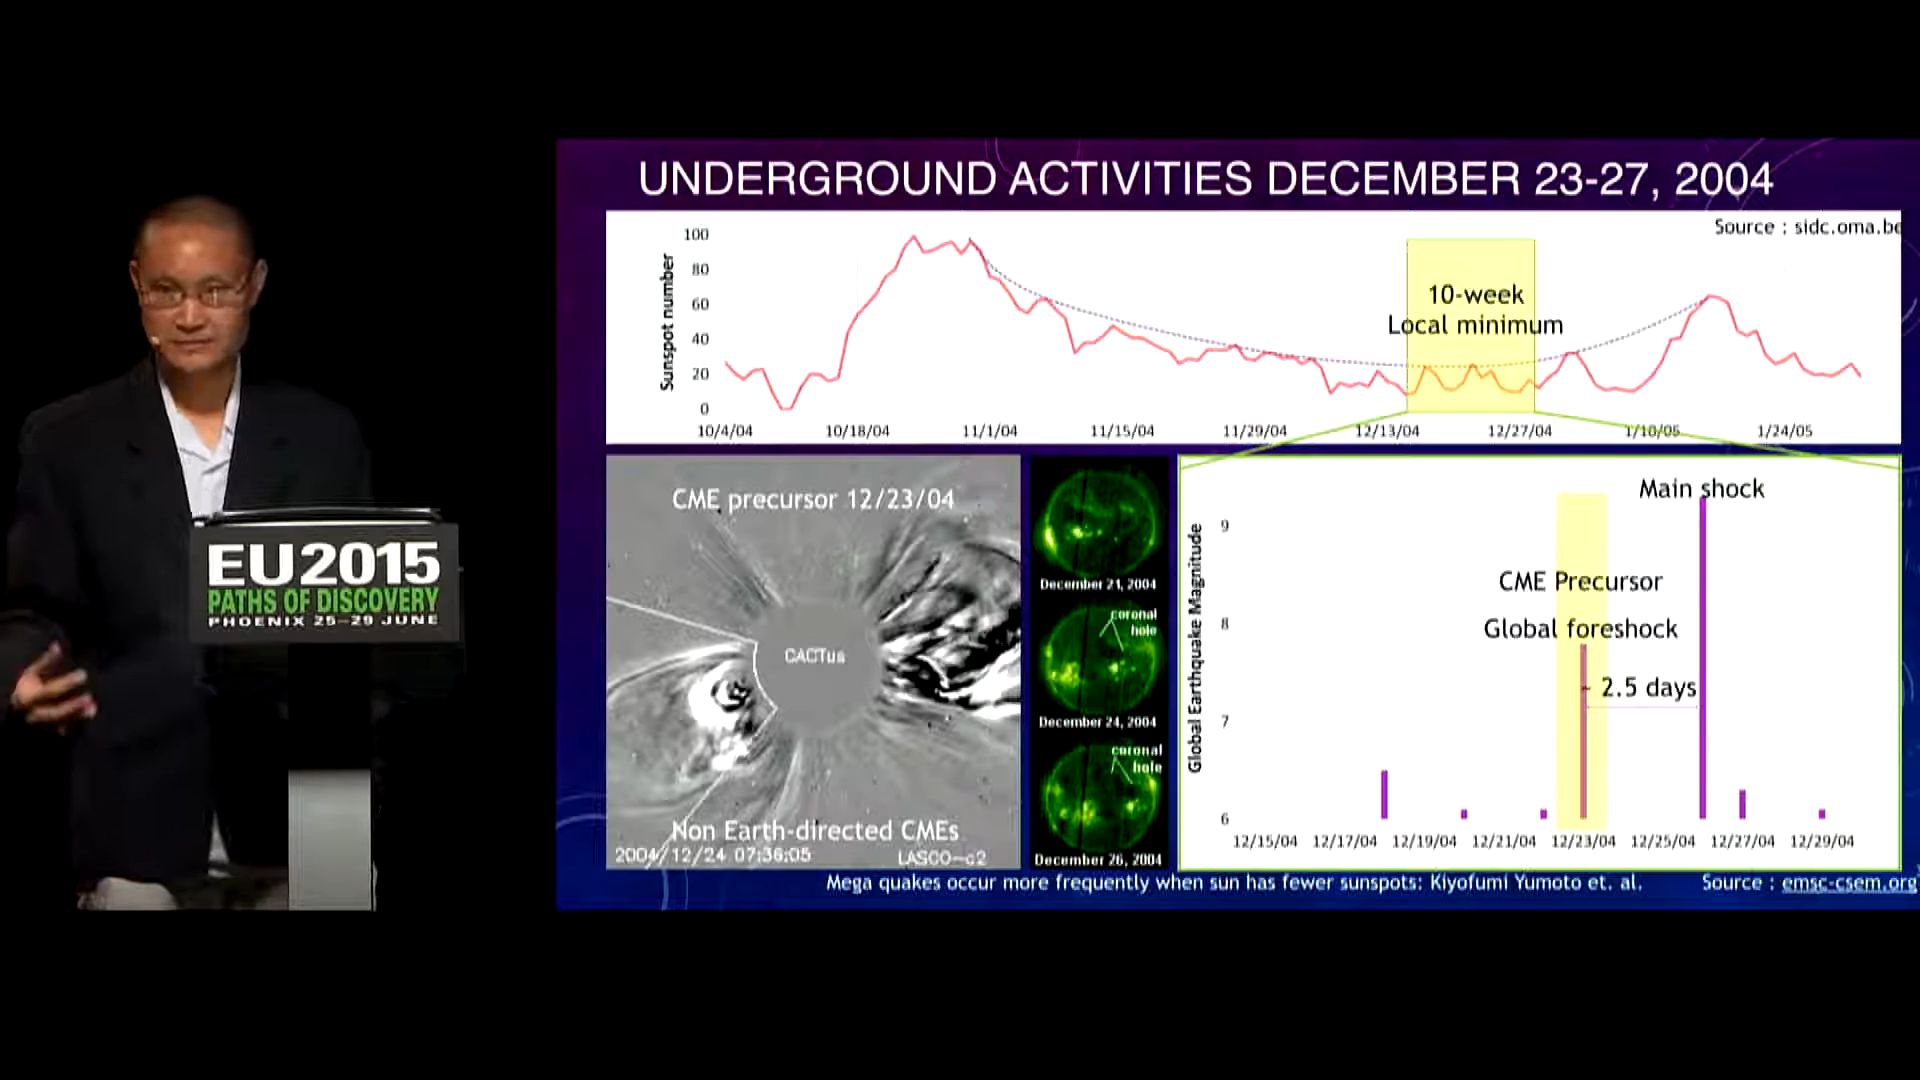 UNDERGROUND ACTIVITIES DECEMBER 23-27, 2004
Source : sidc.oma.be
Sunspot number
100
80
60
40
20
0
10-week
Local minimum
10/4/04 10/18/04 11/1/04 11/15/04 11/29/04 12/13/04 12/27/04 1/10/05 1/24/05
CME precursor 12/23/04
CACTus
Non Earth-directed CMEs
2004/12/24 07:36:05 LASCO-c2
December 21, 2004
coronal
hole
December 24, 2004
coronal
hole
December 26, 2004
Main shock
Global Earthquake Magnitude
9
8
7
6
CME Precursor
Global foreshock
~ 2.5 days
12/15/04 12/17/04 12/19/04 12/21/04 12/23/04 12/25/04 12/27/04 12/29/04
Mega quakes occur more frequently when sun has fewer sunspots: Kiyofumi Yumoto et. al.
Source : emsc-csem.org
EU2015
PATHS OF DISCOVERY
PHOENIX 25-29 JUNE